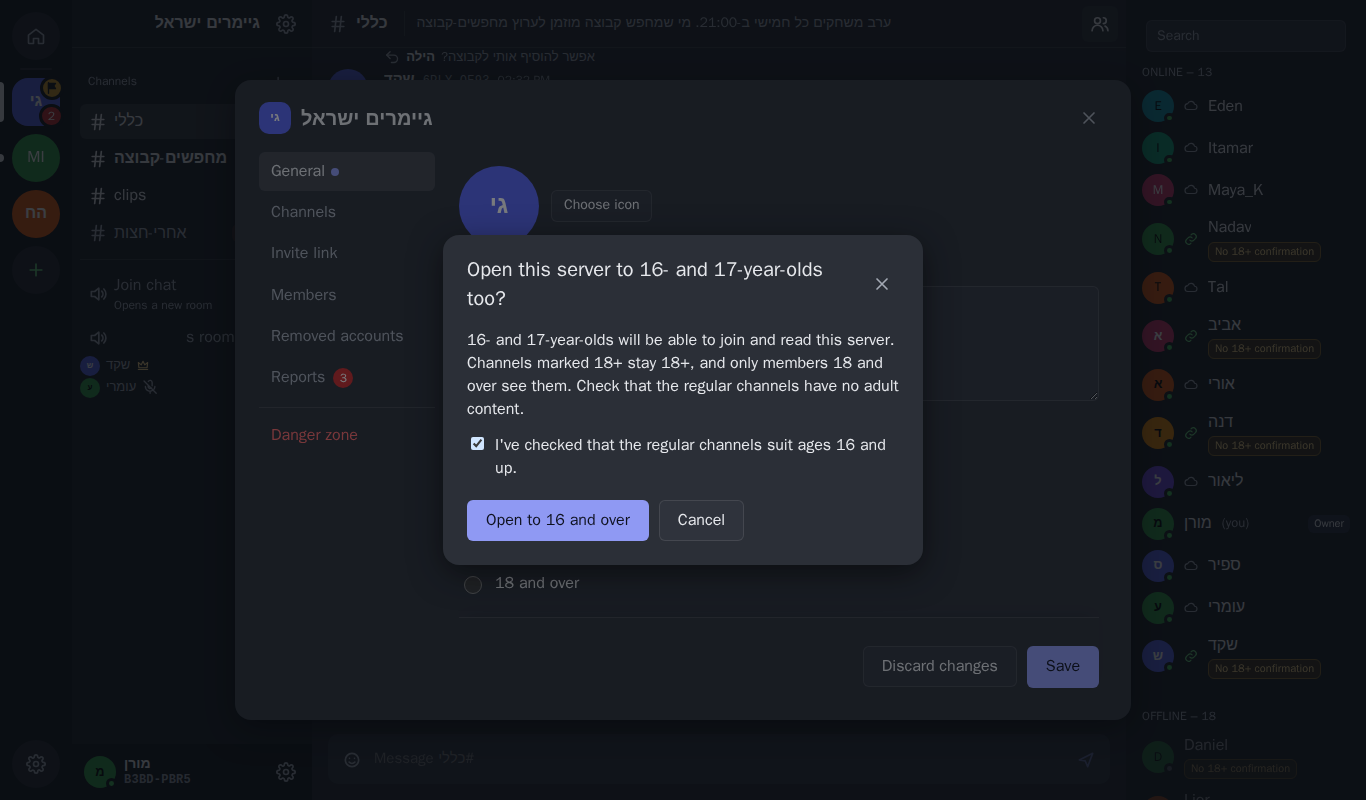 גיימרים ישראל
# כללי
ערב משחקים כל חמישי ב-21:00. מי שמחפש קבוצה מוזמן לערוץ מחפשים-קבוצה
Search
הילה אפשר להוסיף אותי לקבוצה?
שקד
Channels
גי
2
MI
הח
# כללי
# מחפשים-קבוצה
# clips
# אחרי-חצות
Join chat
Opens a new room
s room
ש שקד
ע עומרי
מ מורן
B3BD-PBR5
גי גיימרים ישראל
General
Channels
Invite link
Members
Removed accounts
Reports 3
Danger zone
גי
Choose icon
Open this server to 16- and 17-year-olds
too?
16- and 17-year-olds will be able to join and read this server.
Channels marked 18+ stay 18+, and only members 18 and
over see them. Check that the regular channels have no adult
content.
I've checked that the regular channels suit ages 16 and
up.
Open to 16 and over
Cancel
18 and over
Discard changes
Save
Message #כללי
ONLINE — 13
E Eden
I Itamar
M Maya_K
N Nadav
No 18+ confirmation
T Tal
א אביב
No 18+ confirmation
א אורי
ד דנה
No 18+ confirmation
ל ליאור
מ מורן (you) Owner
ס ספיר
ע עומרי
ש שקד
No 18+ confirmation
OFFLINE — 18
D Daniel
No 18+ confirmation